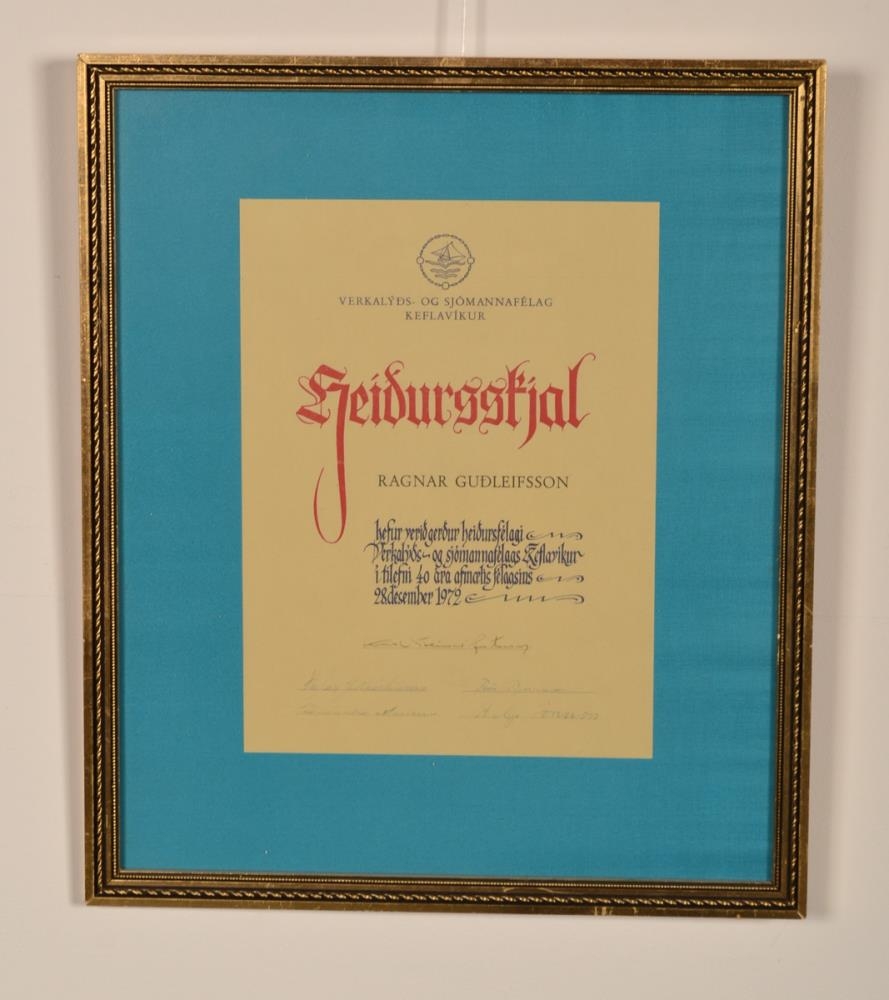 VERKALÝÐS- OG SJÓMANNAFÉLAG
KEFLAVÍKUR
Heiðursskjal
RAGNAR GUÐLEIFSSON
hefur verið gerður heiðursfélagi
Verkalýðs- og sjómannafélags Keflavíkur
í tilefni 40 ára afmælis félagsins
28. desember 1972